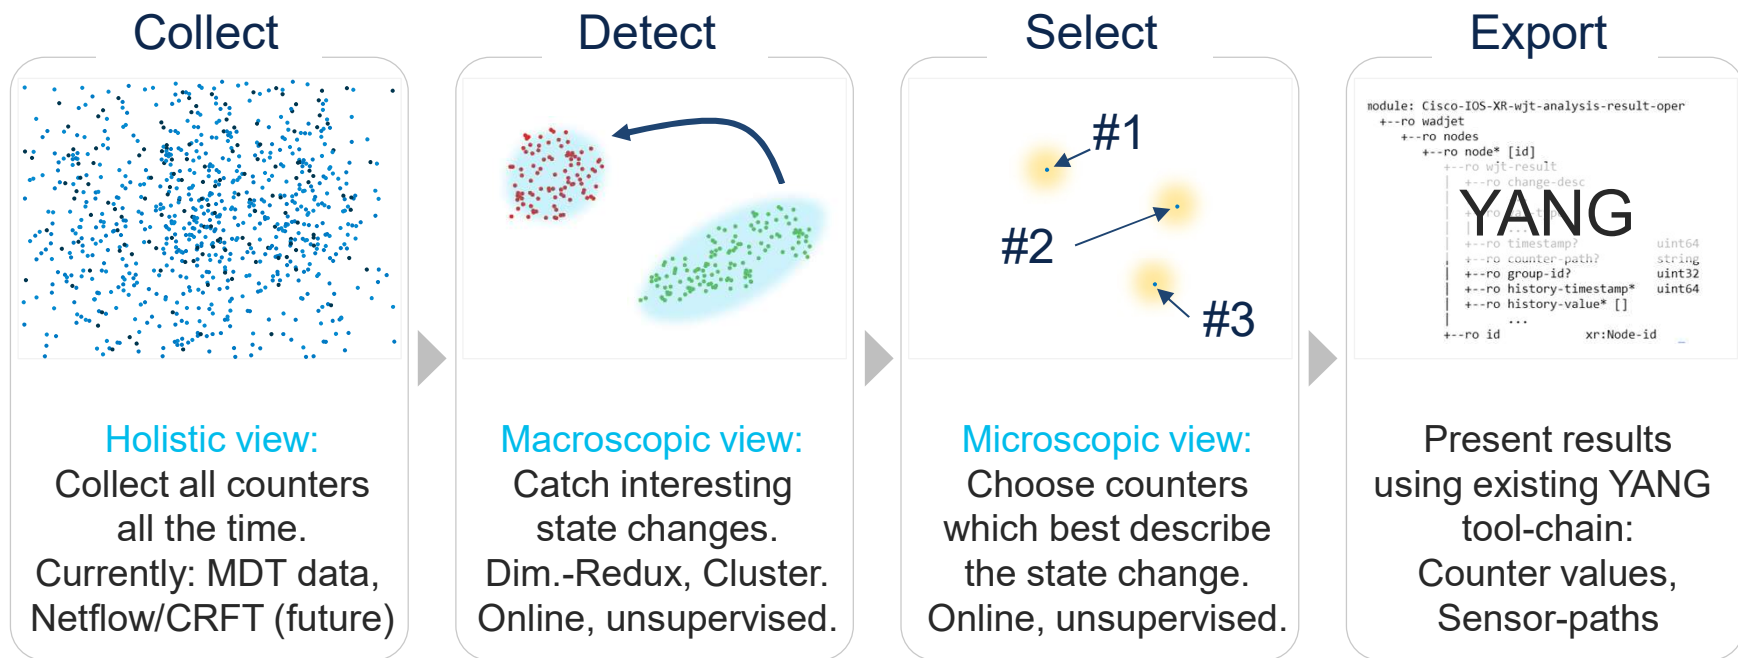 Collect
Holistic view:
Collect all counters
all the time.
Currently: MDT data,
Netflow/CRFT (future)
Detect
Macroscopic view:
Catch interesting
state changes.
Dim.-Redux, Cluster.
Online, unsupervised.
Select
#1
#2
#3
Microscopic view:
Choose counters
which best describe
the state change.
Online, unsupervised.
Export
module: Cisco-IOS-XR-wjt-analysis-result-oper
+--ro wadjet
+--ro nodes
+--ro node* [id]
+--ro wjt-result
| +--ro change-desc
YANG
| ...
| +--ro timestamp? uint64
| +--ro counter-path? string
| +--ro group-id? uint32
| +--ro history-timestamp* uint64
| +--ro history-value* []
| ...
+--ro id xr:Node-id
Present results
using existing YANG
tool-chain:
Counter values,
Sensor-paths